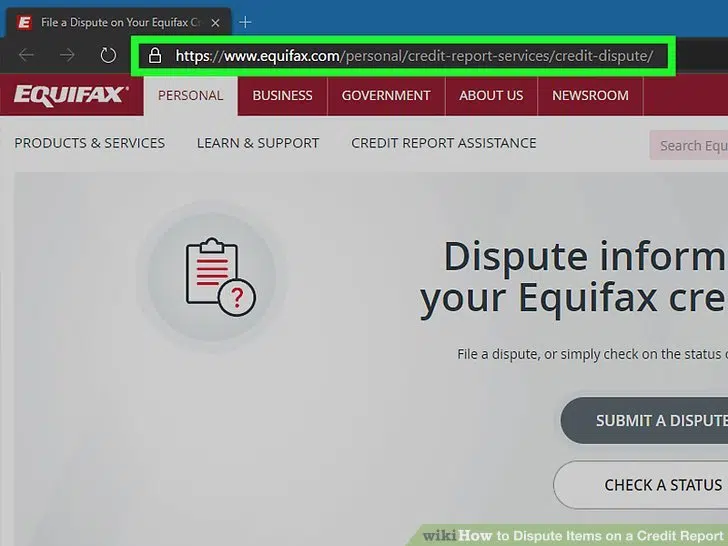 File a Dispute on Your Equifax Cr
https://www.equifax.com/personal/credit-report-services/credit-dispute/
EQUIFAX
PERSONAL
BUSINESS
GOVERNMENT
ABOUT US
NEWSROOM
PRODUCTS & SERVICES
LEARN & SUPPORT
CREDIT REPORT ASSISTANCE
Search Equ
Dispute inform
your Equifax cre
File a dispute, or simply check on the status o
SUBMIT A DISPUTE
CHECK A STATUS
wikiHow to Dispute Items on a Credit Report